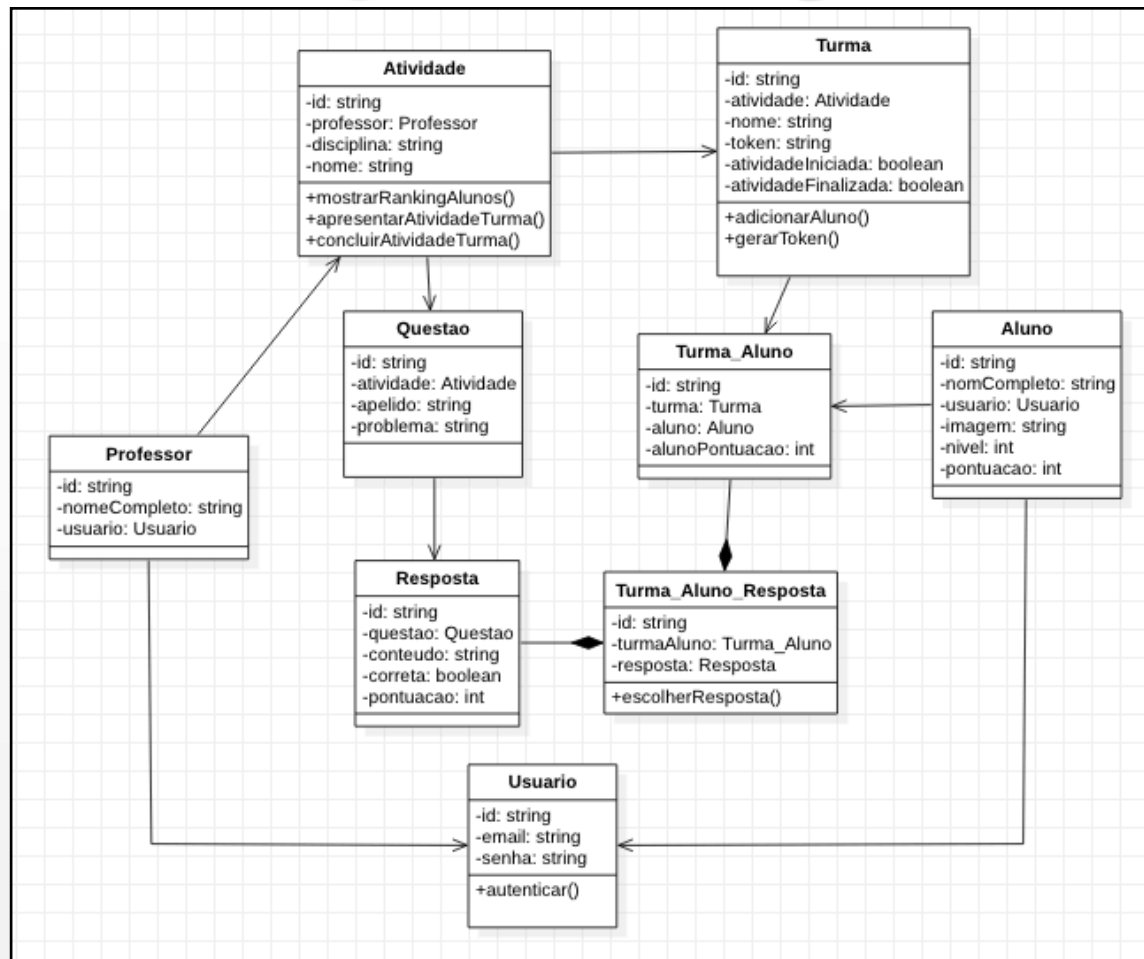 Atividade
-id: string
-professor: Professor
-disciplina: string
-nome: string
+mostrarRankingAlunos()
+apresentarAtividadeTurma()
+concluirAtividadeTurma()
Turma
-id: string
-atividade: Atividade
-nome: string
-token: string
-atividadeIniciada: boolean
-atividadeFinalizada: boolean
+adicionarAluno()
+gerarToken()
Questao
-id: string
-atividade: Atividade
-apelido: string
-problema: string
Turma_Aluno
-id: string
-turma: Turma
-aluno: Aluno
-alunoPontuacao: int
Aluno
-id: string
-nomCompleto: string
-usuario: Usuario
-imagem: string
-nivel: int
-pontuacao: int
Professor
-id: string
-nomeCompleto: string
-usuario: Usuario
Resposta
-id: string
-questao: Questao
-conteudo: string
-correta: boolean
-pontuacao: int
Turma_Aluno_Resposta
-id: string
-turmaAluno: Turma_Aluno
-resposta: Resposta
+escolherResposta()
Usuario
-id: string
-email: string
-senha: string
+autenticar()